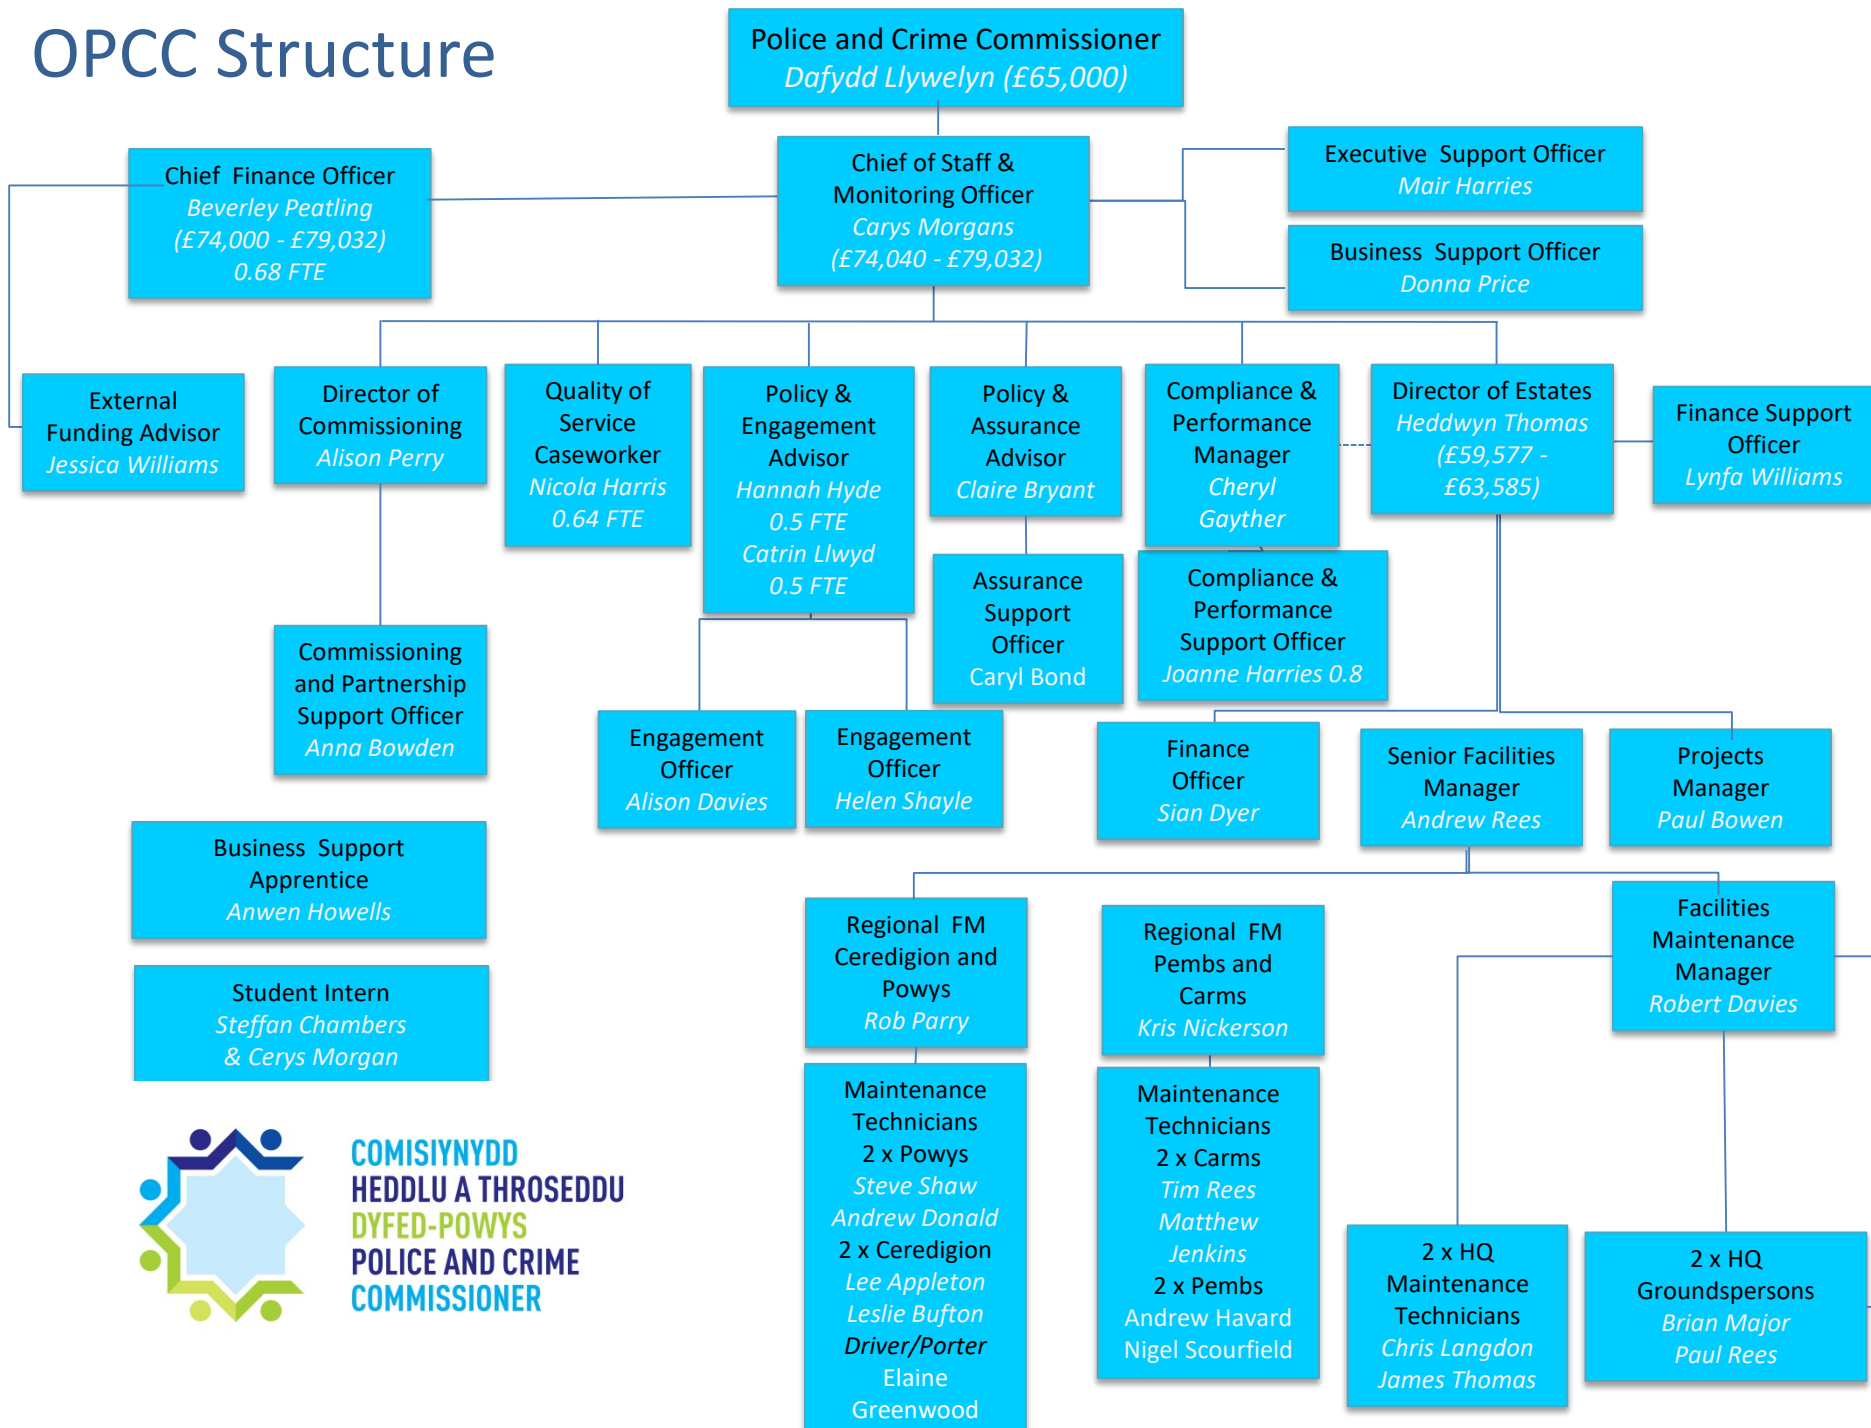 OPCC Structure
Police and Crime Commissioner
Dafydd Llywelyn (£65,000)
Chief  Finance Officer
Beverley Peatling
(£74,000 - £79,032)
0.68 FTE
Chief of Staff &
Monitoring Officer
Carys Morgans
(£74,040 - £79,032)
Executive  Support Officer
Mair Harries
Business  Support Officer
Donna Price
External
Funding Advisor
Jessica Williams
Director of
Commissioning
Alison Perry
Quality of
Service
Caseworker
Nicola Harris
0.64 FTE
Policy &
Engagement
Advisor
Hannah Hyde
0.5 FTE
Catrin Llwyd
0.5 FTE
Policy &
Assurance
Advisor
Claire Bryant
Compliance &
Performance
Manager
Cheryl
Gayther
Director of Estates
Heddwyn Thomas
(£59,577 -
£63,585)
Finance Support
Officer
Lynfa Williams
Commissioning
and Partnership
Support Officer
Anna Bowden
Assurance
Support
Officer
Caryl Bond
Compliance &
Performance
Support Officer
Joanne Harries 0.8
Engagement
Officer
Alison Davies
Engagement
Officer
Helen Shayle
Finance
Officer
Sian Dyer
Senior Facilities
Manager
Andrew Rees
Projects
Manager
Paul Bowen
Business  Support
Apprentice
Anwen Howells
Student Intern
Steffan Chambers
& Cerys Morgan
Regional  FM
Ceredigion and
Powys
Rob Parry
Regional  FM
Pembs and
Carms
Kris Nickerson
Facilities
Maintenance
Manager
Robert Davies
Maintenance
Technicians
2 x Powys
Steve Shaw
Andrew Donald
2 x Ceredigion
Lee Appleton
Leslie Bufton
Driver/Porter
Elaine
Greenwood
Maintenance
Technicians
2 x Carms
Tim Rees
Matthew
Jenkins
2 x Pembs
Andrew Havard
Nigel Scourfield
2 x HQ
Maintenance
Technicians
Chris Langdon
James Thomas
2 x HQ
Groundspersons
Brian Major
Paul Rees
COMISIYNYDD
HEDDLU A THROSEDDU
DYFED-POWYS
POLICE AND CRIME
COMMISSIONER